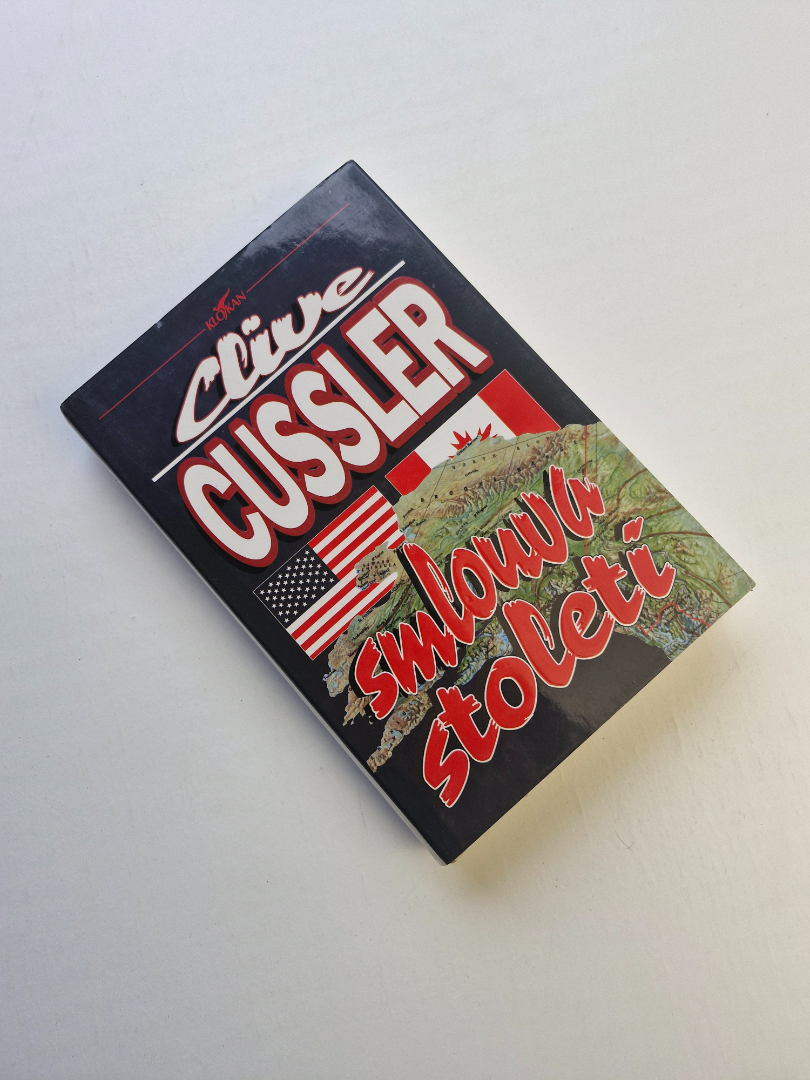 KLOKAN
Clive
CUSSLER
smlouva
století